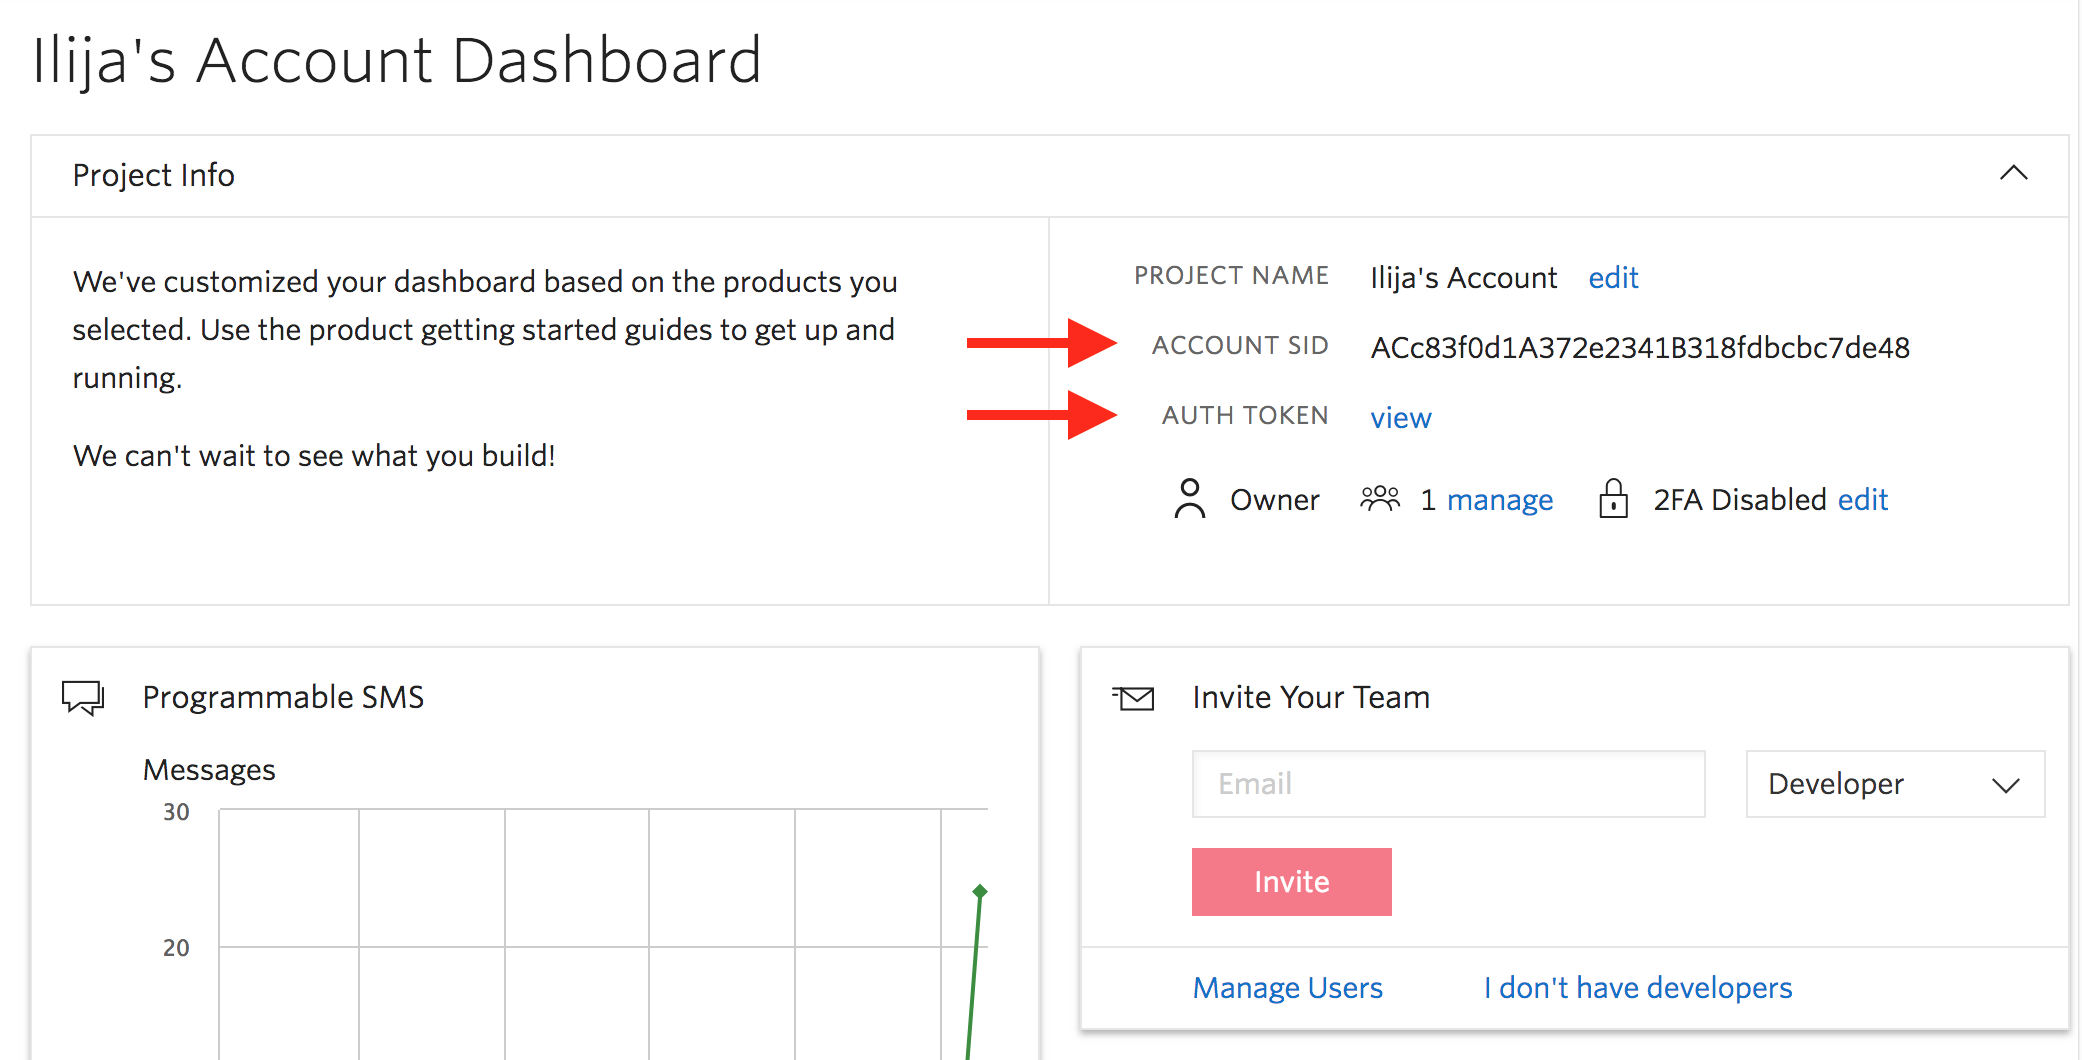 Ilija's Account Dashboard
Project Info
We've customized your dashboard based on the products you
selected. Use the product getting started guides to get up and
running.
We can't wait to see what you build!
PROJECT NAME Ilija's Account edit
ACCOUNT SID ACc83f0d1A372e2341B318fdbcbc7de48
AUTH TOKEN view
Owner 1 manage 2FA Disabled edit
Programmable SMS
Messages
30
20
Invite Your Team
Email Developer
Invite
Manage Users I don't have developers